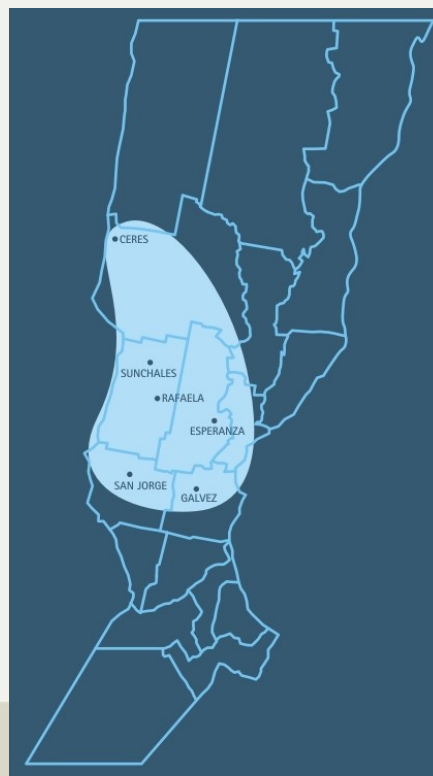 CERES
SUNCHALES
RAFAELA
ESPERANZA
SAN JORGE
GALVEZ